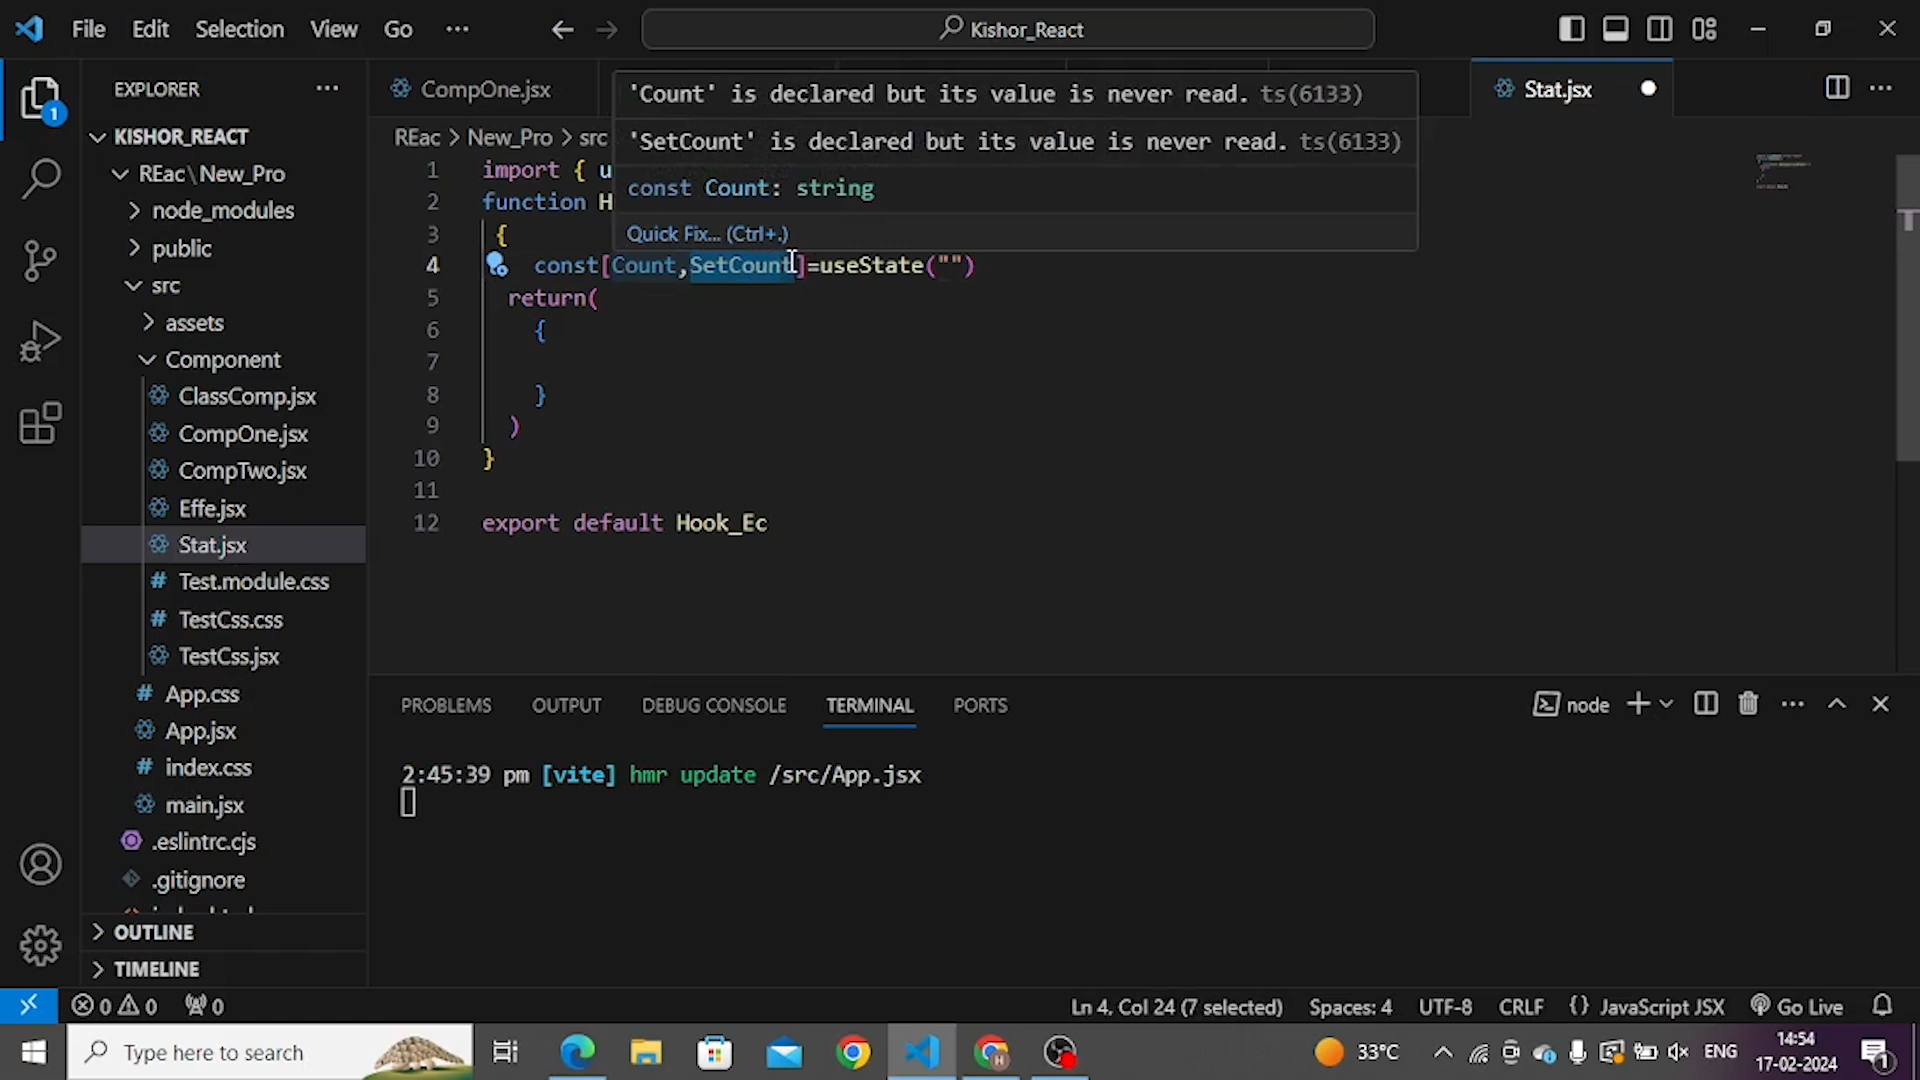 File Edit Selection View Go ...
Kishor_React
EXPLORER ...
CompOne.jsx
Stat.jsx
KISHOR_REACT
REac\New_Pro
node_modules
public
src
assets
Component
ClassComp.jsx
CompOne.jsx
CompTwo.jsx
Effe.jsx
Stat.jsx
Test.module.css
TestCss.css
TestCss.jsx
App.css
App.jsx
index.css
main.jsx
.eslintrc.cjs
.gitignore
OUTLINE
TIMELINE
REac > New_Pro > src
'Count' is declared but its value is never read. ts(6133)
'SetCount' is declared but its value is never read. ts(6133)
const Count: string
Quick Fix... (Ctrl+.)
1 import { u
2 function H
3 {
4 const[Count,SetCount]=useState("")
5 return(
6 {
7
8 }
9 )
10 }
11
12 export default Hook_Ec
PROBLEMS OUTPUT DEBUG CONSOLE TERMINAL PORTS
node
2:45:39 pm [vite] hmr update /src/App.jsx
0 0 0
Ln 4, Col 24 (7 selected) Spaces: 4 UTF-8 CRLF {} JavaScript JSX Go Live
Type here to search
33°C
ENG
14:54
17-02-2024
1